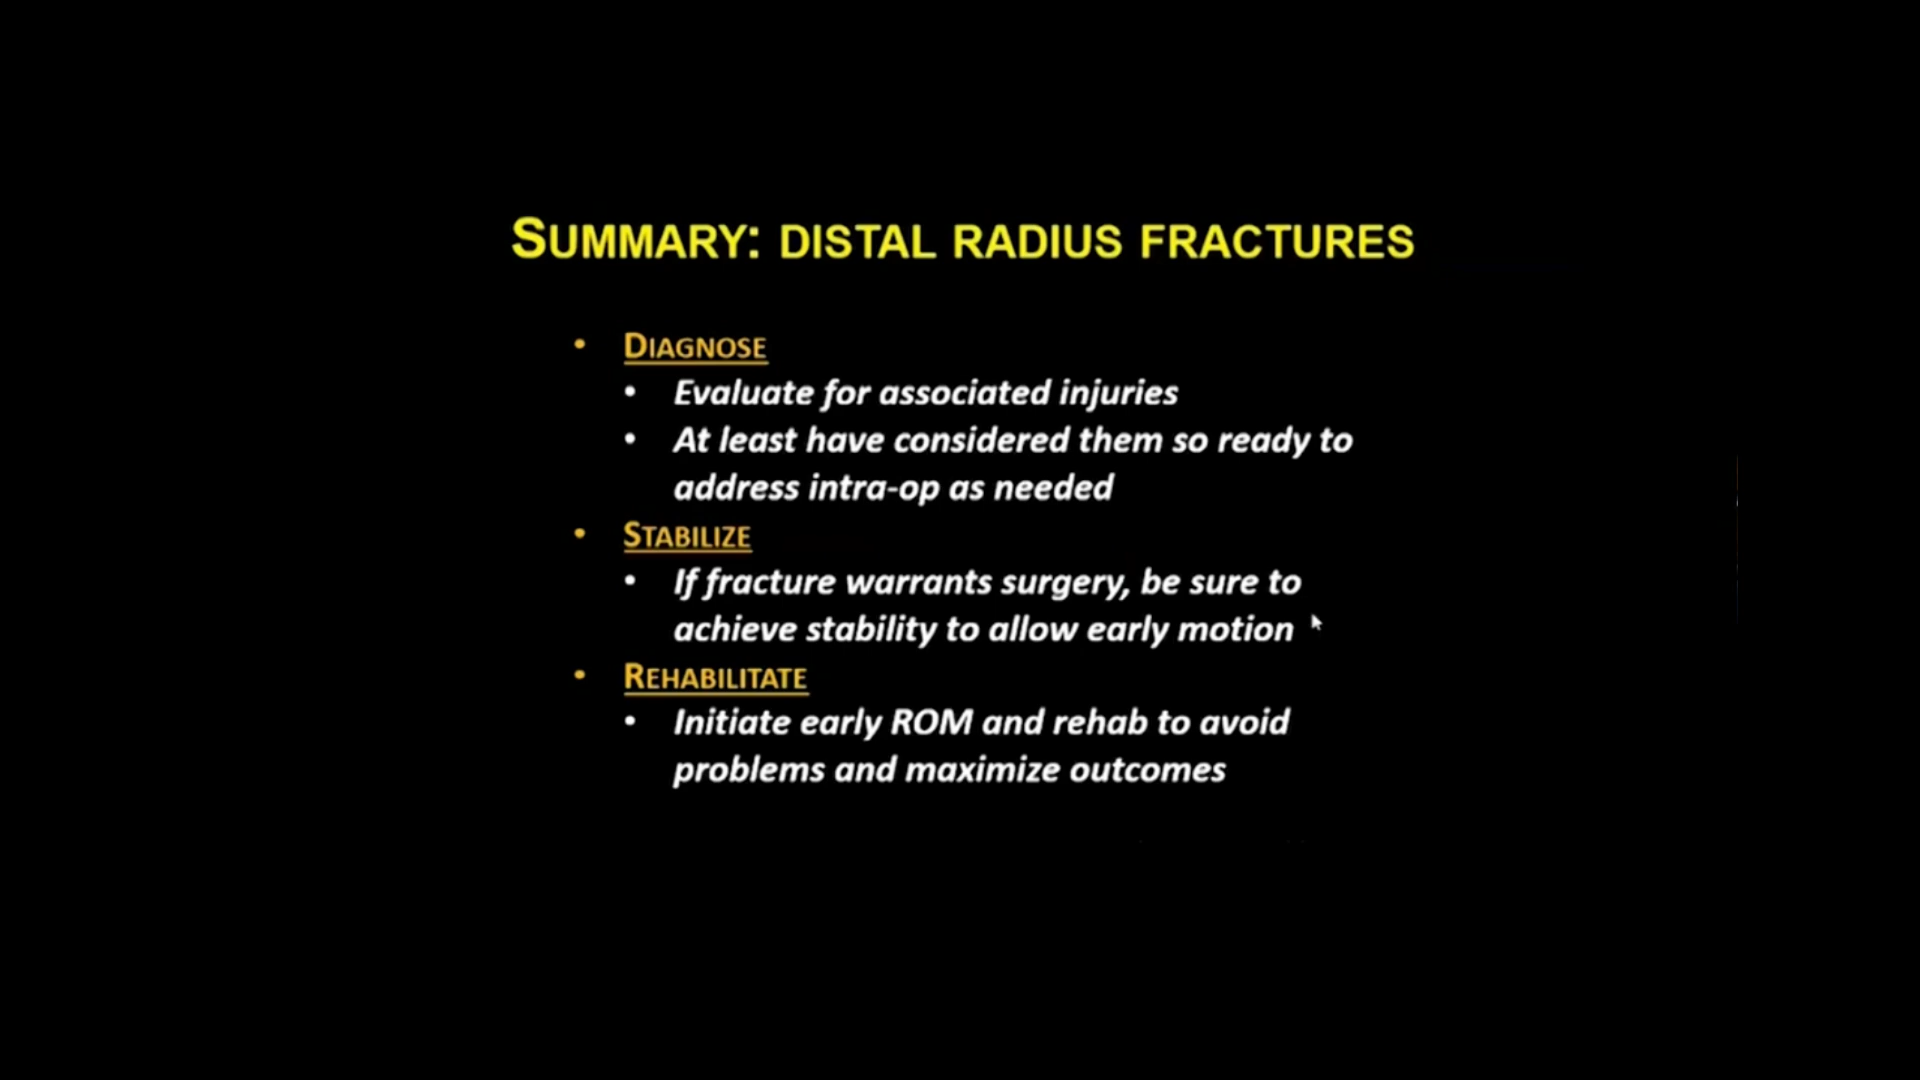 SUMMARY: DISTAL RADIUS FRACTURES
• DIAGNOSE
• Evaluate for associated injuries
• At least have considered them so ready to
address intra-op as needed
• STABILIZE
• If fracture warrants surgery, be sure to
achieve stability to allow early motion
• REHABILITATE
• Initiate early ROM and rehab to avoid
problems and maximize outcomes